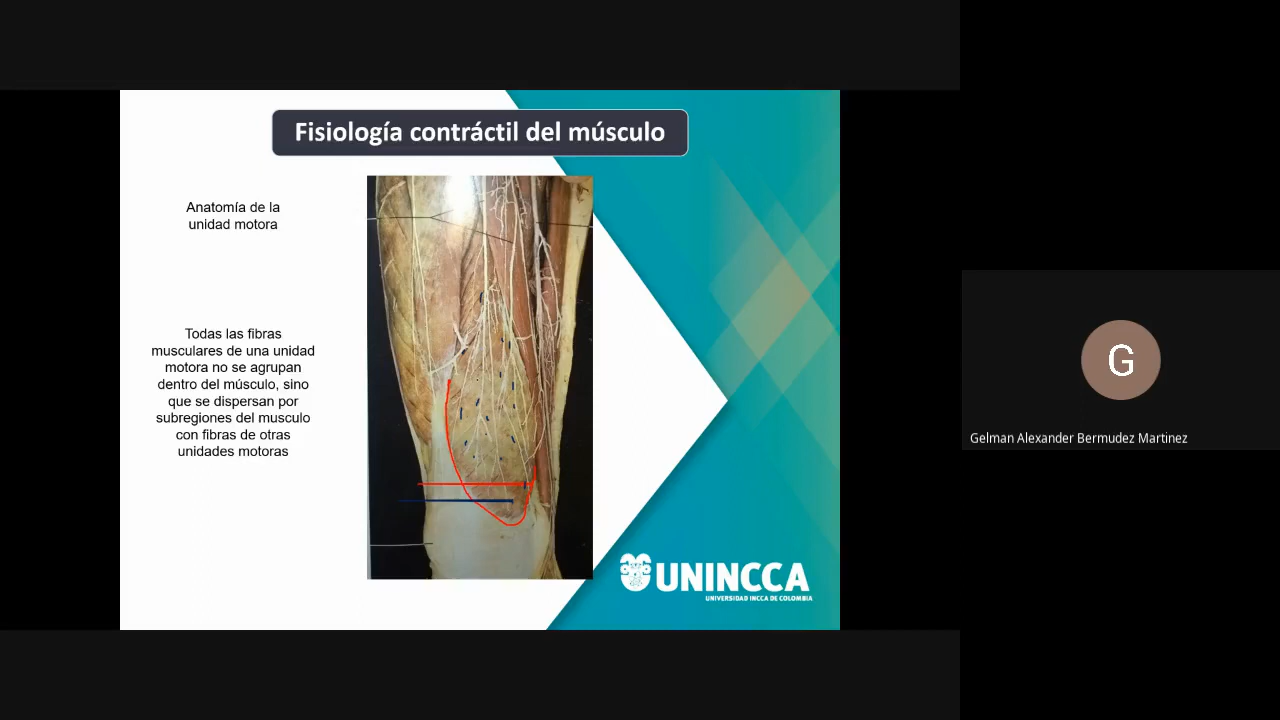 Fisiología contráctil del músculo
Anatomía de la
unidad motora
Todas las fibras
musculares de una unidad
motora no se agrupan
dentro del músculo, sino
que se dispersan por
subregiones del musculo
con fibras de otras
unidades motoras
UNINCCA
UNIVERSIDAD INCCA DE COLOMBIA
G
Gelman Alexander Bermudez Martinez